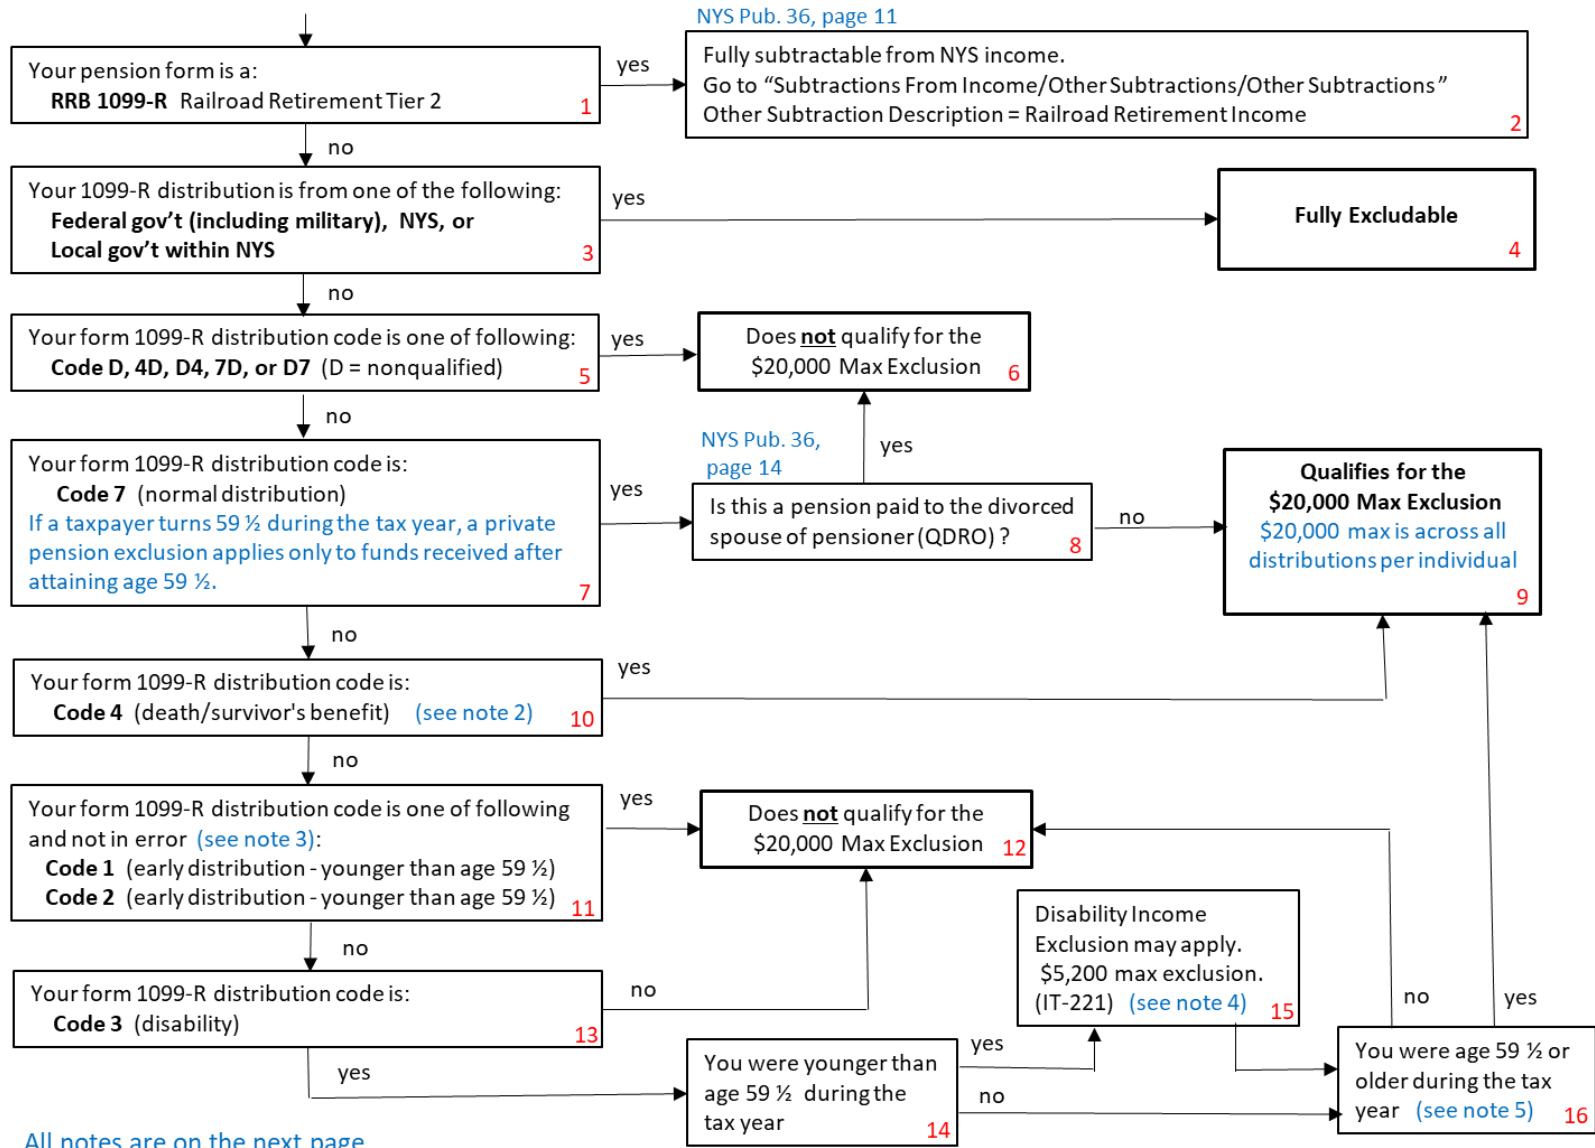 NYS Pub. 36, page 11
Your pension form is a:
RRB 1099-R Railroad Retirement Tier 2
1
yes
Fully subtractable from NYS income.
Go to “Subtractions From Income/Other Subtractions/Other Subtractions”
Other Subtraction Description = Railroad Retirement Income
2
no
Your 1099-R distribution is from one of the following:
Federal gov’t (including military), NYS, or
Local gov’t within NYS
3
yes
Fully Excludable
4
no
Your form 1099-R distribution code is one of following:
Code D, 4D, D4, 7D, or D7 (D = nonqualified)
5
yes
Does not qualify for the
$20,000 Max Exclusion
6
no
Your form 1099-R distribution code is:
Code 7 (normal distribution)
If a taxpayer turns 59 ½ during the tax year, a private
pension exclusion applies only to funds received after
attaining age 59 ½.
7
yes
NYS Pub. 36,
page 14
yes
Is this a pension paid to the divorced
spouse of pensioner (QDRO) ?
8
no
Qualifies for the
$20,000 Max Exclusion
$20,000 max is across all
distributions per individual
9
no
Your form 1099-R distribution code is:
Code 4 (death/survivor's benefit) (see note 2)
10
yes
no
Your form 1099-R distribution code is one of following
and not in error (see note 3):
Code 1 (early distribution - younger than age 59 ½)
Code 2 (early distribution - younger than age 59 ½)
11
yes
Does not qualify for the
$20,000 Max Exclusion
12
no
Your form 1099-R distribution code is:
Code 3 (disability)
13
no
yes
You were younger than
age 59 ½ during the
tax year
14
yes
no
Disability Income
Exclusion may apply.
$5,200 max exclusion.
(IT-221) (see note 4)
15
no
yes
You were age 59 ½ or
older during the tax
year (see note 5)
16
All notes are on the next page